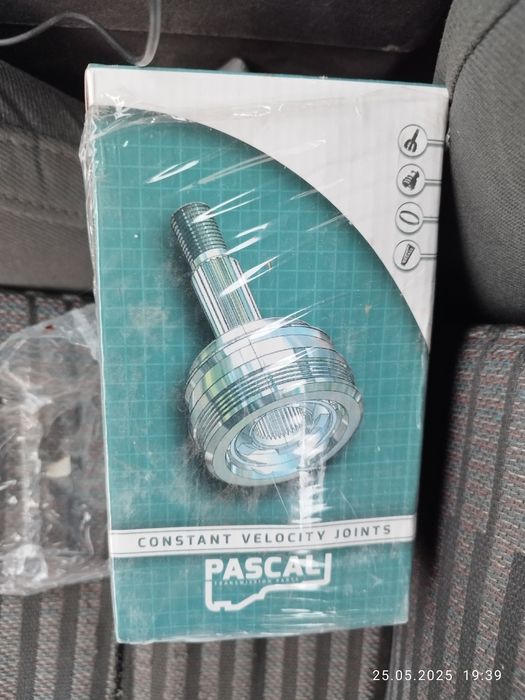 CONSTANT VELOCITY JOINTS
PASCAL
TRANSMISSION PARTS
25.05.2025 19:39